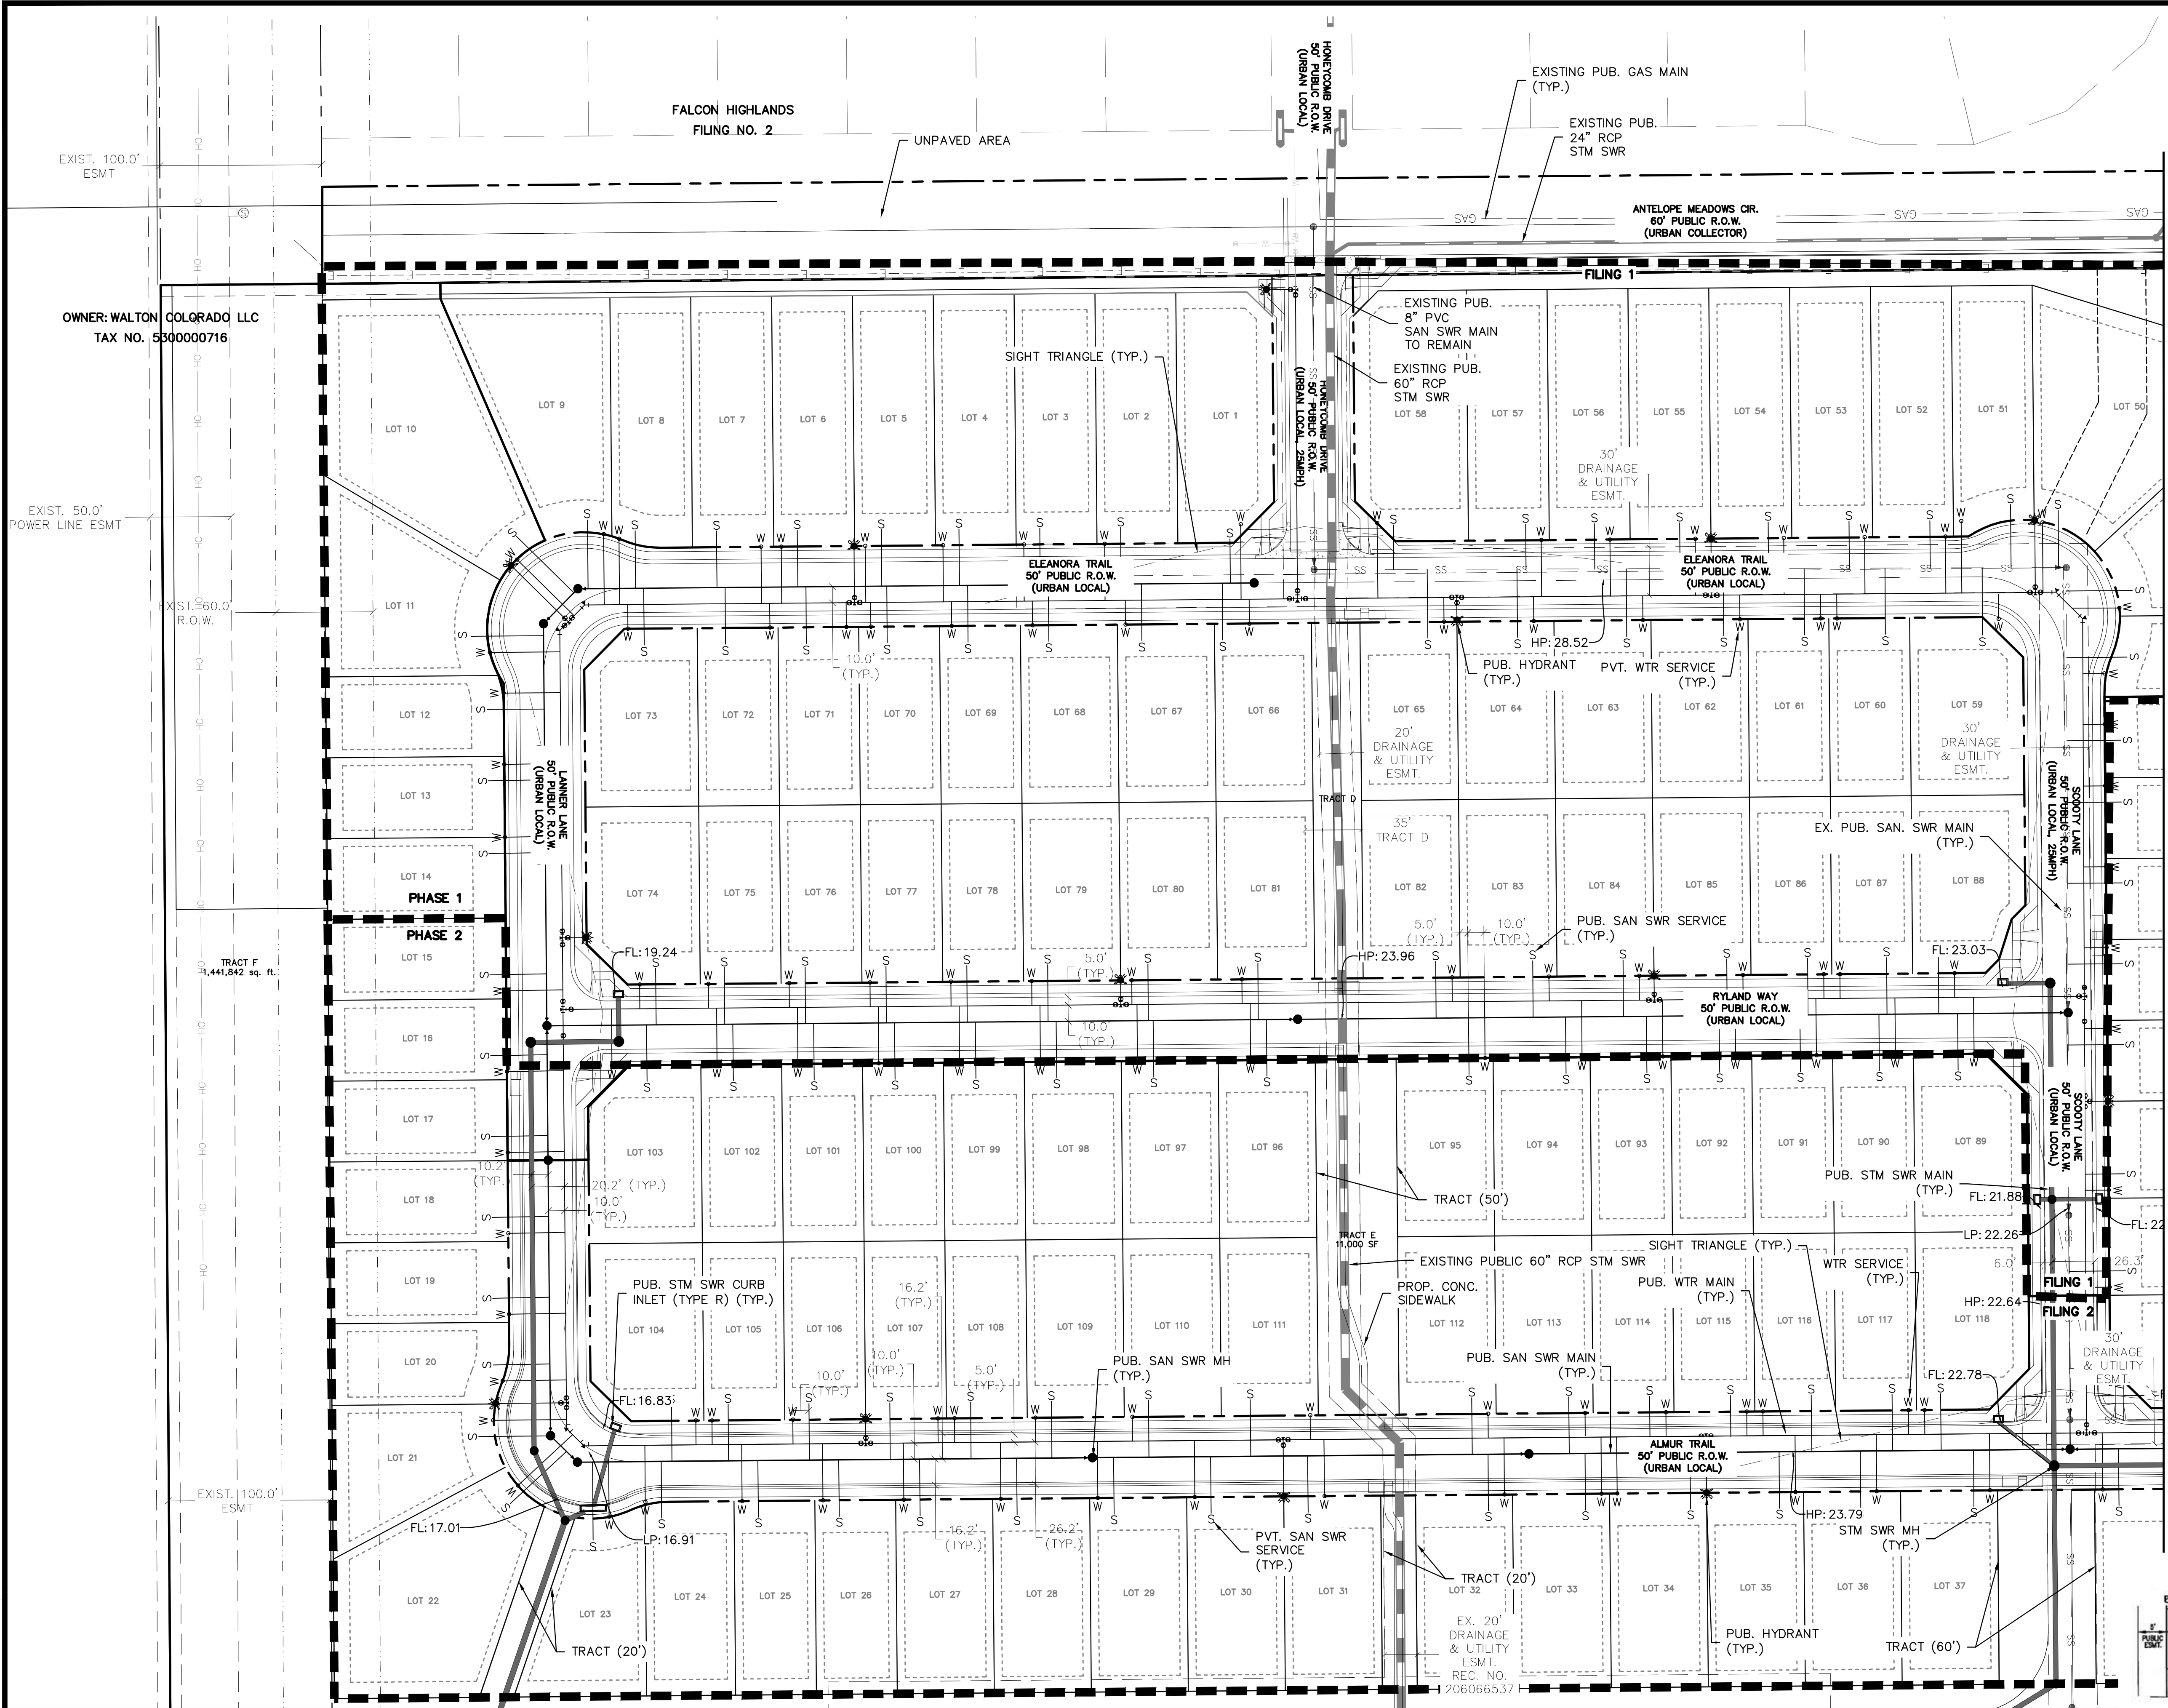 HONEYCOMB DRIVE
50' PUBLIC R.O.W.
(URBAN LOCAL)
EXISTING PUB. GAS MAIN
(TYP.)
FALCON HIGHLANDS
FILING NO. 2
UNPAVED AREA
EXISTING PUB.
24" RCP
STM SWR
EXIST. 100.0'
ESMT
ANTELOPE MEADOWS CIR.
60' PUBLIC R.O.W.
(URBAN COLLECTOR)
GAS
GAS
GAS
FILING 1
OWNER: WALTON COLORADO LLC
TAX NO. 5300000716
EXISTING PUB.
8" PVC
SAN SWR MAIN
TO REMAIN
SIGHT TRIANGLE (TYP.)
EXISTING PUB.
60" RCP
STM SWR
HONEYCOMB DRIVE
50' PUBLIC R.O.W.
(URBAN LOCAL, 25MPH)
LOT 10
LOT 9
LOT 8
LOT 7
LOT 6
LOT 5
LOT 4
LOT 3
LOT 2
LOT 1
LOT 58
LOT 57
LOT 56
LOT 55
LOT 54
LOT 53
LOT 52
LOT 51
LOT 50
30'
DRAINAGE
& UTILITY
ESMT.
EXIST. 50.0'
POWER LINE ESMT
ELEANORA TRAIL
50' PUBLIC R.O.W.
(URBAN LOCAL)
ELEANORA TRAIL
50' PUBLIC R.O.W.
(URBAN LOCAL)
EXIST. 60.0'
R.O.W.
LOT 11
10.0'
(TYP.)
HP: 28.52
PUB. HYDRANT
(TYP.)
PVT. WTR SERVICE
(TYP.)
LOT 12
LOT 73
LOT 72
LOT 71
LOT 70
LOT 69
LOT 68
LOT 67
LOT 66
LOT 65
LOT 64
LOT 63
LOT 62
LOT 61
LOT 60
LOT 59
20'
DRAINAGE
& UTILITY
ESMT.
30'
DRAINAGE
& UTILITY
ESMT.
LANNER LANE
50' PUBLIC R.O.W.
(URBAN LOCAL)
SCOOTY LANE
50' PUBLIC R.O.W.
(URBAN LOCAL, 25MPH)
LOT 13
TRACT D
35'
TRACT D
EX. PUB. SAN. SWR MAIN
(TYP.)
LOT 14
PHASE 1
PHASE 2
LOT 74
LOT 75
LOT 76
LOT 77
LOT 78
LOT 79
LOT 80
LOT 81
LOT 82
LOT 83
LOT 84
LOT 85
LOT 86
LOT 87
LOT 88
5.0'
(TYP.)
10.0'
(TYP.)
PUB. SAN SWR SERVICE
(TYP.)
TRACT F
1,441,842 sq. ft.
LOT 15
FL: 19.24
5.0'
(TYP.)
HP: 23.96
FL: 23.03
RYLAND WAY
50' PUBLIC R.O.W.
(URBAN LOCAL)
10.0'
(TYP.)
LOT 16
SCOOTY LANE
50' PUBLIC R.O.W.
(URBAN LOCAL)
LOT 17
LOT 103
LOT 102
LOT 101
LOT 100
LOT 99
LOT 98
LOT 97
LOT 96
LOT 95
LOT 94
LOT 93
LOT 92
LOT 91
LOT 90
LOT 89
10.2'
(TYP.)
20.2' (TYP.)
10.0'
(TYP.)
LOT 18
TRACT (50')
PUB. STM SWR MAIN
(TYP.)
FL: 21.88
FL: 22
LP: 22.26
TRACT E
11,000 SF
SIGHT TRIANGLE (TYP.)
EXISTING PUBLIC 60" RCP STM SWR
WTR SERVICE
(TYP.)
6.0'
26.3'
LOT 19
PUB. STM SWR CURB
INLET (TYPE R) (TYP.)
16.2'
(TYP.)
PROP. CONC.
SIDEWALK
PUB. WTR MAIN
(TYP.)
FILING 1
FILING 2
HP: 22.64
LOT 104
LOT 105
LOT 106
LOT 107
LOT 108
LOT 109
LOT 110
LOT 111
LOT 112
LOT 113
LOT 114
LOT 115
LOT 116
LOT 117
LOT 118
30'
DRAINAGE
& UTILITY
ESMT.
LOT 20
10.0'
(TYP.)
10.0'
(TYP.)
5.0'
(TYP.)
PUB. SAN SWR MH
(TYP.)
PUB. SAN SWR MAIN
(TYP.)
FL: 22.78
FL: 16.83
LOT 21
ALMUR TRAIL
50' PUBLIC R.O.W.
(URBAN LOCAL)
EXIST. 100.0'
ESMT
FL: 17.01
LP: 16.91
16.2'
(TYP.)
26.2'
(TYP.)
PVT. SAN SWR
SERVICE
(TYP.)
HP: 23.79
STM SWR MH
(TYP.)
TRACT (20')
LOT 22
LOT 23
LOT 24
LOT 25
LOT 26
LOT 27
LOT 28
LOT 29
LOT 30
LOT 31
LOT 32
LOT 33
LOT 34
LOT 35
LOT 36
LOT 37
EX. 20'
DRAINAGE
& UTILITY
ESMT.
REC. NO.
206066537
TRACT (20')
PUB. HYDRANT
(TYP.)
TRACT (60')
5'
PUBLIC
ESMT.